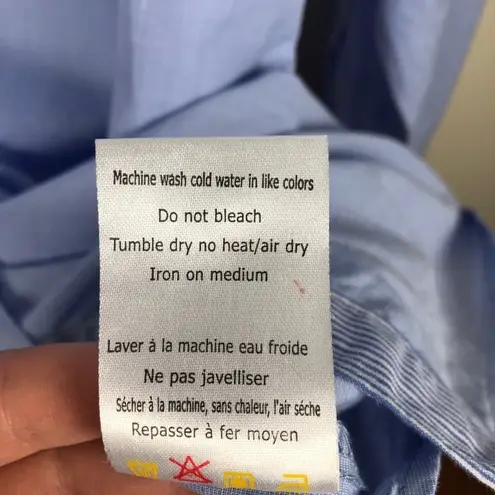 Machine wash cold water in like colors
Do not bleach
Tumble dry no heat/air dry
Iron on medium
Laver á la machine eau froide
Ne pas javelliser
Sécher à la machine, sans chaleur, l'air séche
Repasser à fer moyen